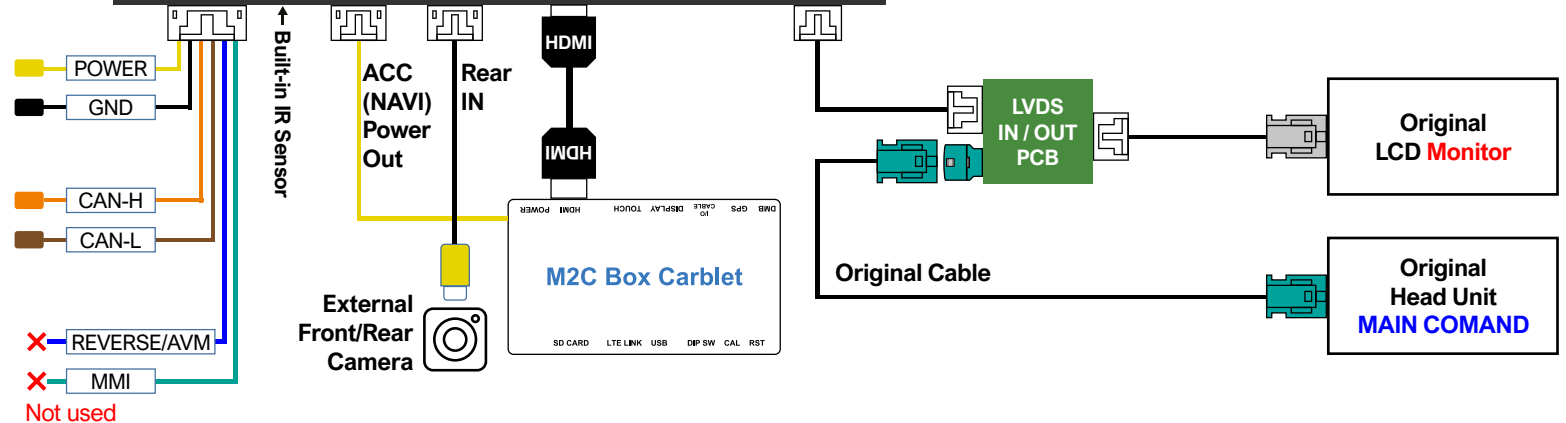 POWER
GND
CAN-H
CAN-L
REVERSE/AVM
MMI
Not used
Built-in IR Sensor
ACC
(NAVI)
Power
Out
Rear
IN
HDMI
HDMI
External
Front/Rear
Camera
POWER HDMI TOUCH DISPLAY I/O CABLE GPS DMB
M2C Box Carblet
SD CARD LTE LINK USB DIP SW CAL RST
LVDS
IN / OUT
PCB
Original Cable
Original
LCD Monitor
Original
Head Unit
MAIN COMAND